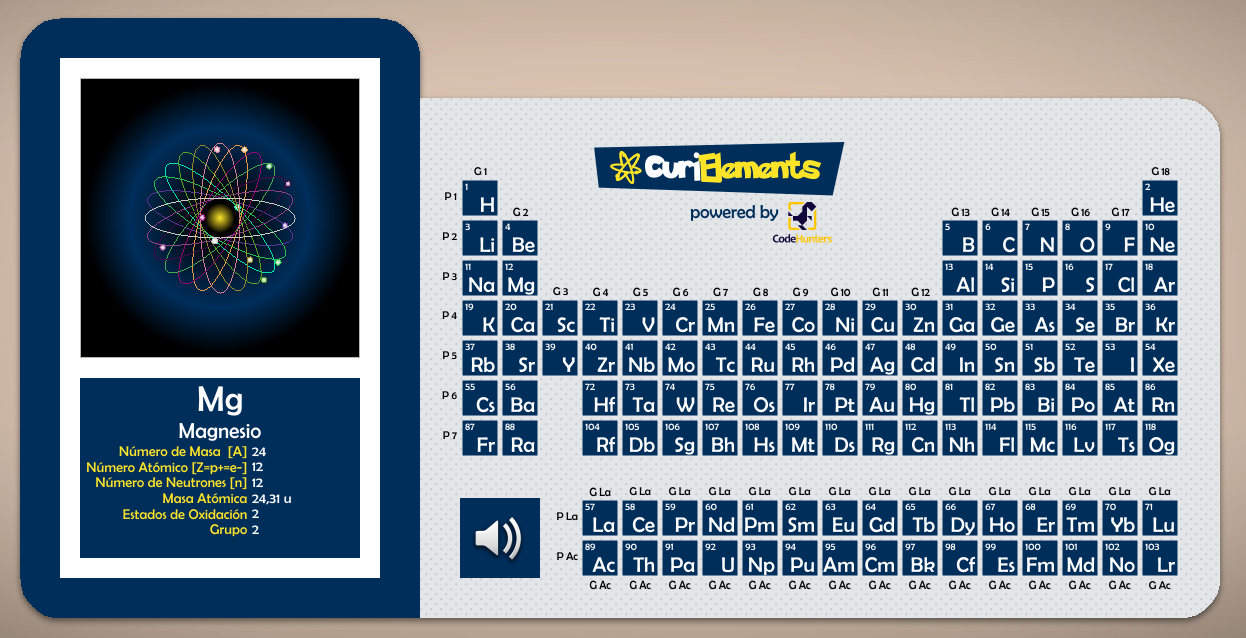 Mg
Magnesio
Número de Masa [A] 24
Número Atómico [Z=p+=e-] 12
Número de Neutrones [n] 12
Masa Atómica 24,31 u
Estados de Oxidación 2
Grupo 2
CuriElements
powered by
CodeHunters
G 1 G 18
P 1 1 H 2 He
G 2 G 13 G 14 G 15 G 16 G 17
P 2 3 Li 4 Be 5 B 6 C 7 N 8 O 9 F 10 Ne
P 3 11 Na 12 Mg 13 Al 14 Si 15 P 16 S 17 Cl 18 Ar
G 3 G 4 G 5 G 6 G 7 G 8 G 9 G 10 G 11 G 12
P 4 19 K 20 Ca 21 Sc 22 Ti 23 V 24 Cr 25 Mn 26 Fe 27 Co 28 Ni 29 Cu 30 Zn 31 Ga 32 Ge 33 As 34 Se 35 Br 36 Kr
P 5 37 Rb 38 Sr 39 Y 40 Zr 41 Nb 42 Mo 43 Tc 44 Ru 45 Rh 46 Pd 47 Ag 48 Cd 49 In 50 Sn 51 Sb 52 Te 53 I 54 Xe
P 6 55 Cs 56 Ba 72 Hf 73 Ta 74 W 75 Re 76 Os 77 Ir 78 Pt 79 Au 80 Hg 81 Tl 82 Pb 83 Bi 84 Po 85 At 86 Rn
P 7 87 Fr 88 Ra 104 Rf 105 Db 106 Sg 107 Bh 108 Hs 109 Mt 110 Ds 111 Rg 112 Cn 113 Nh 114 Fl 115 Mc 116 Lv 117 Ts 118 Og
G La G La G La G La G La G La G La G La G La G La G La G La G La G La G La
P La 57 La 58 Ce 59 Pr 60 Nd 61 Pm 62 Sm 63 Eu 64 Gd 65 Tb 66 Dy 67 Ho 68 Er 69 Tm 70 Yb 71 Lu
P Ac 89 Ac 90 Th 91 Pa 92 U 93 Np 94 Pu 95 Am 96 Cm 97 Bk 98 Cf 99 Es 100 Fm 101 Md 102 No 103 Lr
G Ac G Ac G Ac G Ac G Ac G Ac G Ac G Ac G Ac G Ac G Ac G Ac G Ac G Ac G Ac